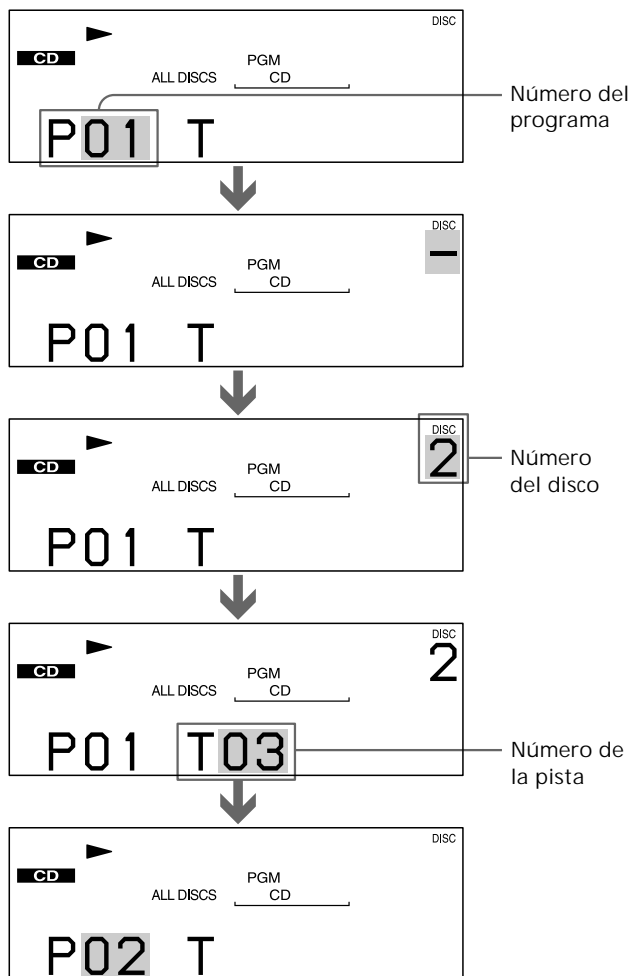 DISC
CD
PGM
ALL DISCS CD
Número del
programa
P01 T
DISC
–
CD
PGM
ALL DISCS CD
P01 T
DISC
2
CD
PGM
ALL DISCS CD
Número
del disco
P01 T
DISC
2
CD
PGM
ALL DISCS CD
P01 T03
Número de
la pista
DISC
CD
PGM
ALL DISCS CD
P02 T